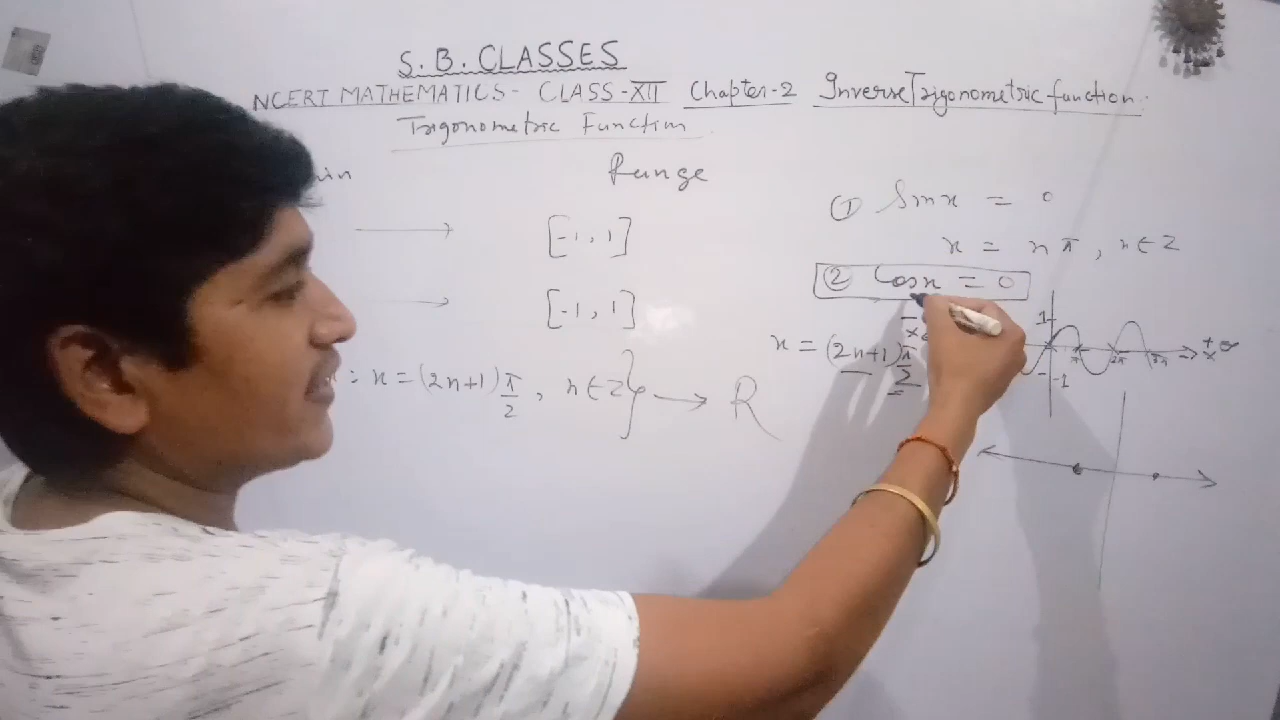 S. B. CLASSES
NCERT MATHEMATICS - CLASS-XII Chapter-2 Inverse Trigonometric function.
Trigonometric Function
Range
[-1, 1]
[-1, 1]
: x = (2n+1) π/2, n ∈ Z} → R
① Sinx = 0
x = nπ, n ∈ Z
② Cosx = 0
x = (2n+1) π/2
1
-1
π
2π
3π
+∞